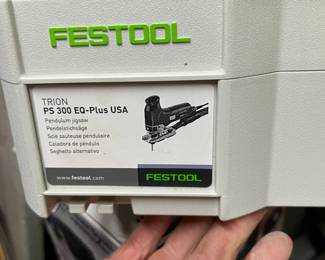 FESTOOL
TRION
PS 300 EQ-Plus USA
Pendulum jigsaw
Pendelstichsäge
Scie sauteuse pendulaire
Caladora de péndulo
Seghetto alternativo
www.festool.com
FESTOOL